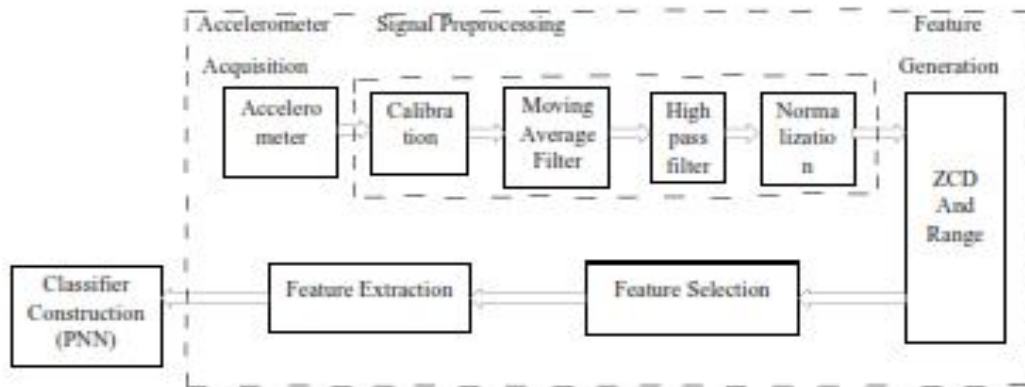 Accelerometer
Acquisition
Signal Preprocessing
Feature
Generation
Accelero
meter
Calibra
tion
Moving
Average
Filter
High
pass
filter
Norma
lizatio
n
ZCD
And
Range
Feature Selection
Feature Extraction
Classifier
Construction
(PNN)